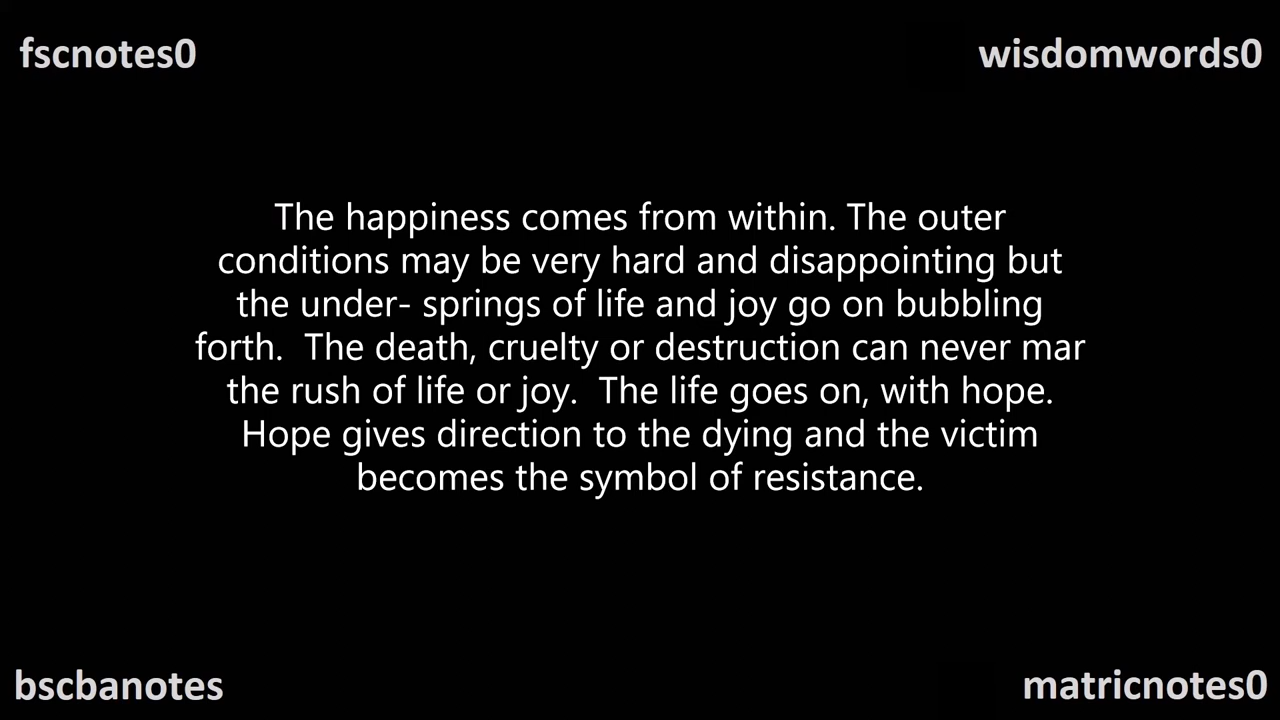 fscnotes0
wisdomwords0
The happiness comes from within. The outer
conditions may be very hard and disappointing but
the under- springs of life and joy go on bubbling
forth.  The death, cruelty or destruction can never mar
the rush of life or joy.  The life goes on, with hope.
Hope gives direction to the dying and the victim
becomes the symbol of resistance.
bscbanotes
matricnotes0